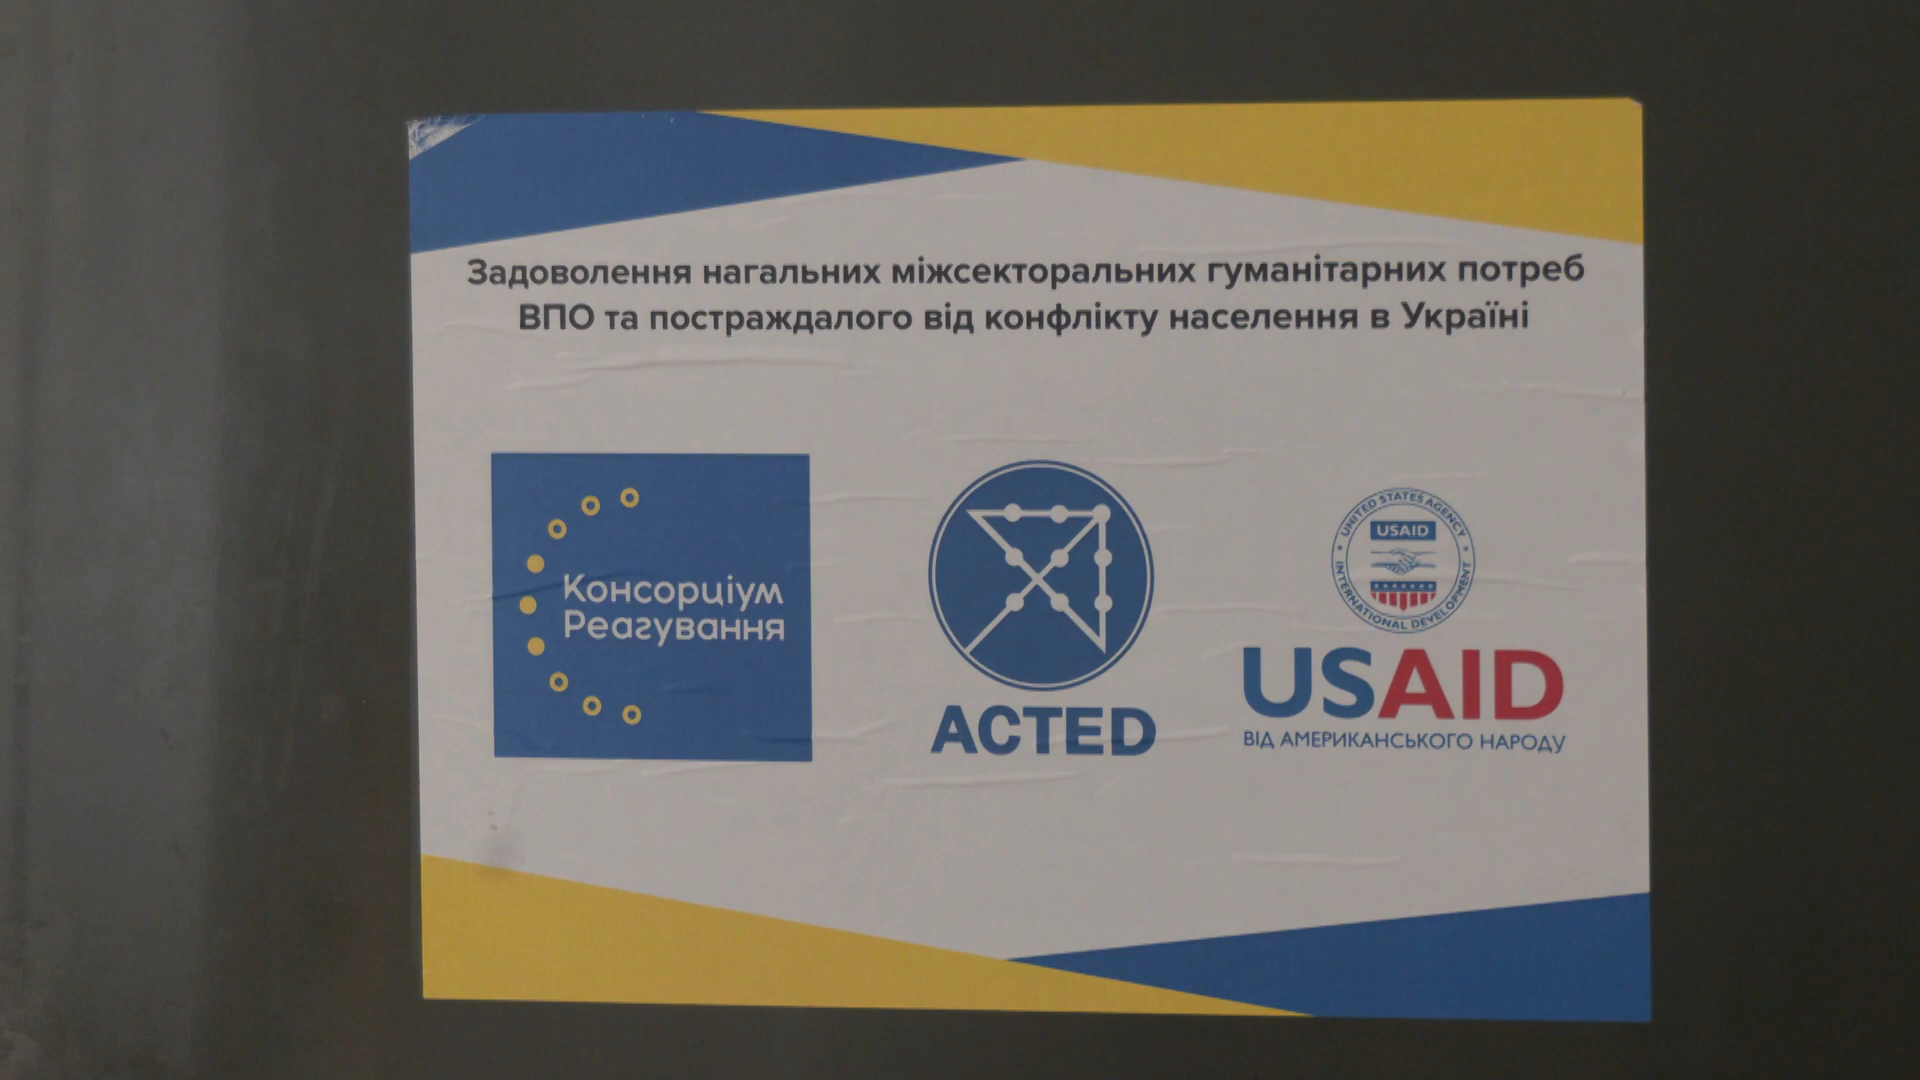 Задоволення нагальних міжсекторальних гуманітарних потреб
ВПО та постраждалого від конфлікту населення в Україні
Консорціум
Реагування
ACTED
UNITED STATES AGENCY
USAID
INTERNATIONAL DEVELOPMENT
USAID
ВІД АМЕРИКАНСЬКОГО НАРОДУ